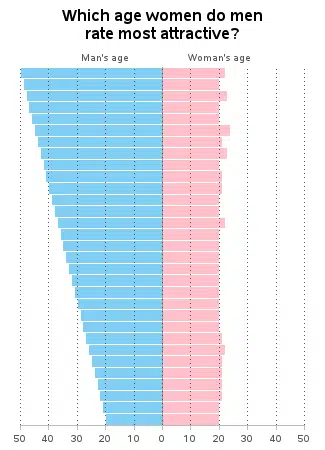 Which age women do men
rate most attractive?
Man's age Woman's age
50 40 30 20 10 0 10 20 30 40 50